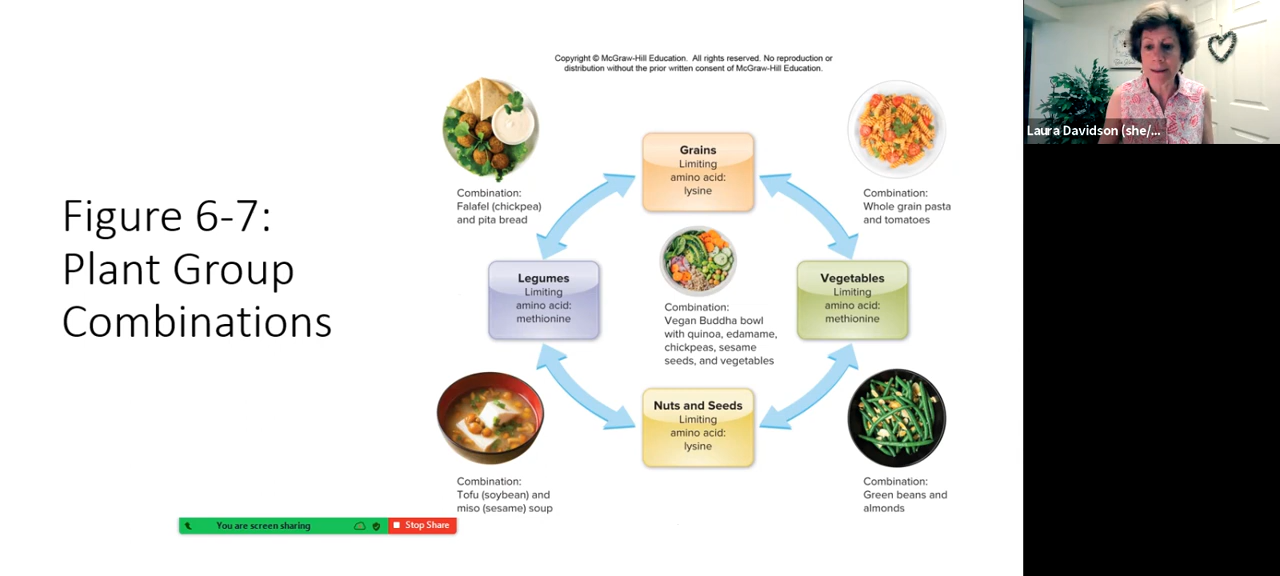 Copyright © McGraw-Hill Education. All rights reserved. No reproduction or
distribution without the prior written consent of McGraw-Hill Education.
Figure 6-7:
Plant Group
Combinations
Combination:
Falafel (chickpea)
and pita bread
Grains
Limiting
amino acid:
lysine
Combination:
Whole grain pasta
and tomatoes
Legumes
Limiting
amino acid:
methionine
Combination:
Vegan Buddha bowl
with quinoa, edamame,
chickpeas, sesame
seeds, and vegetables
Vegetables
Limiting
amino acid:
methionine
Combination:
Tofu (soybean) and
miso (sesame) soup
Nuts and Seeds
Limiting
amino acid:
lysine
Combination:
Green beans and
almonds
You are screen sharing
Stop Share
Laura Davidson (she/...